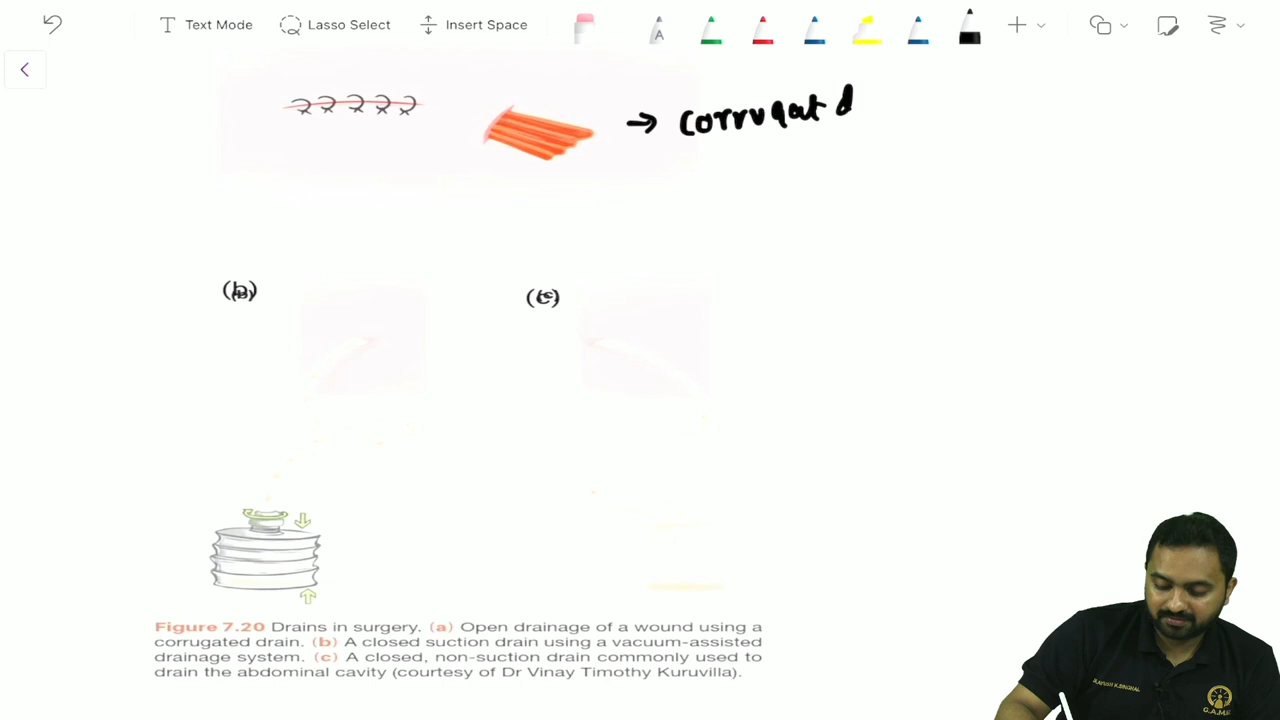 Text Mode Lasso Select Insert Space
A
→ corrugat d
(b) (c)
Figure 7.20 Drains in surgery. (a) Open drainage of a wound using a
corrugated drain. (b) A closed suction drain using a vacuum-assisted
drainage system. (c) A closed, non-suction drain commonly used to
drain the abdominal cavity (courtesy of Dr Vinay Timothy Kuruvilla).